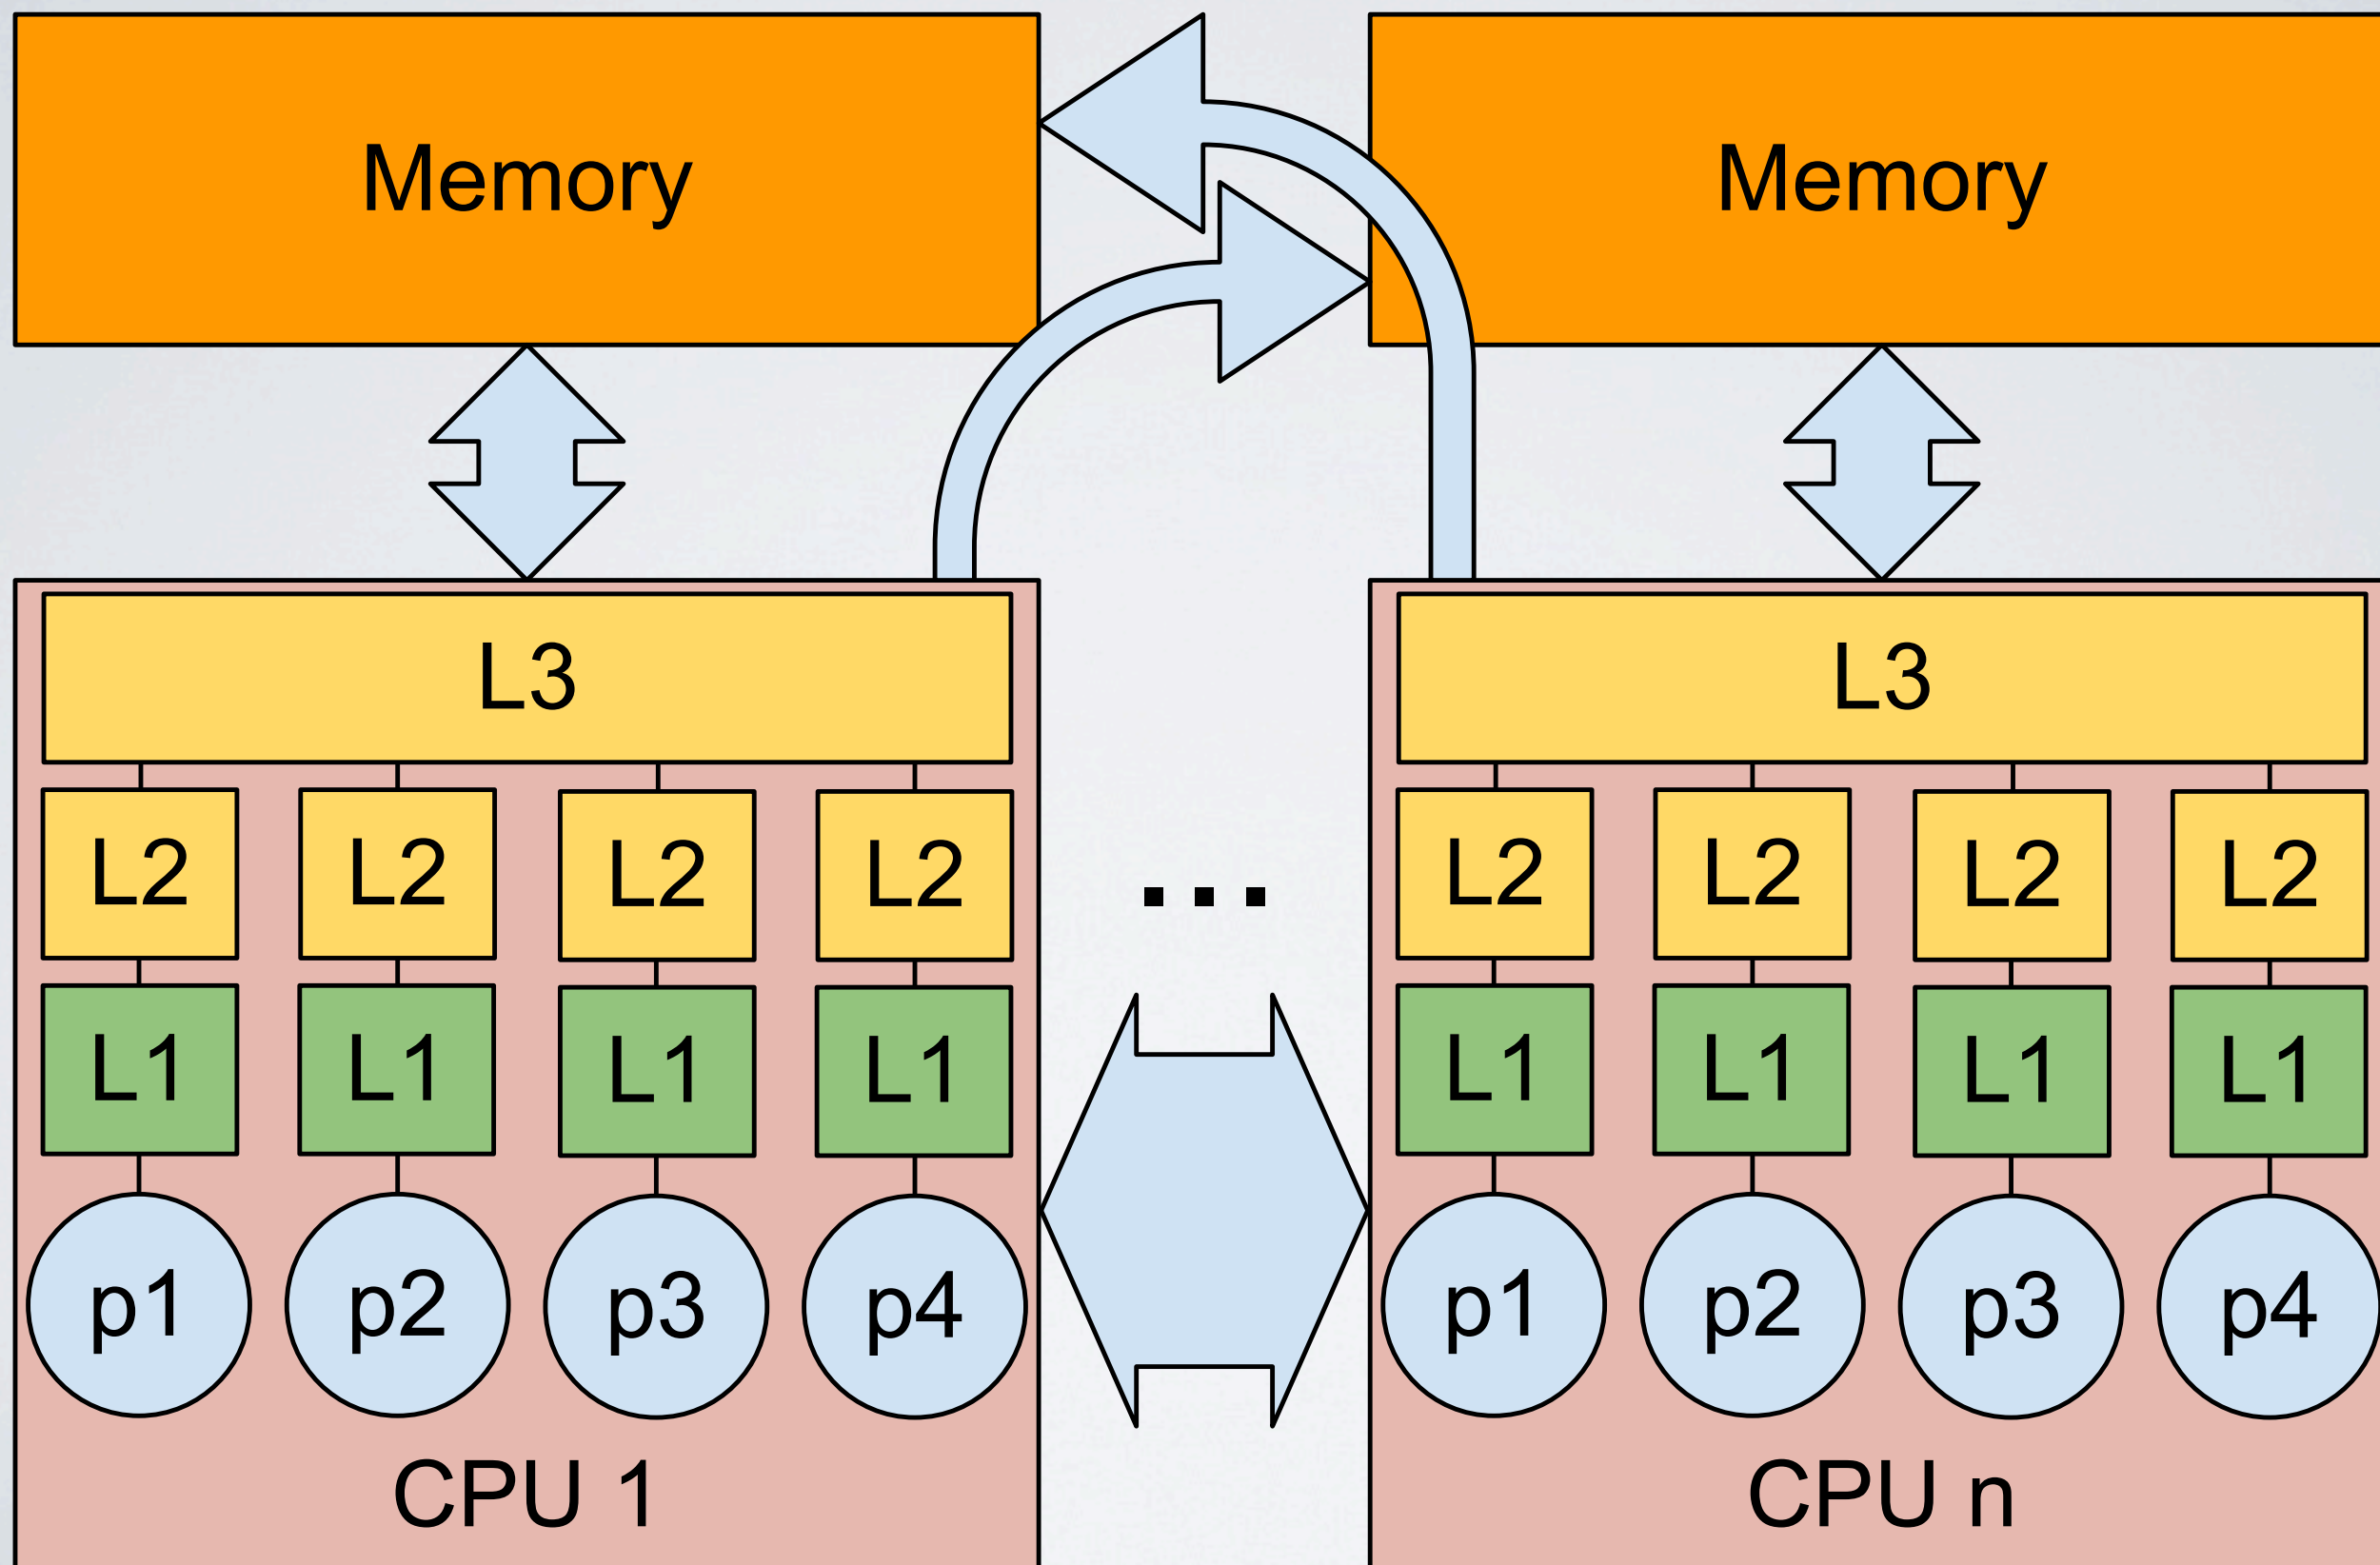 Memory Memory
L3 L3
L2 L2 L2 L2 ... L2 L2 L2 L2
L1 L1 L1 L1 L1 L1 L1 L1
p1 p2 p3 p4 p1 p2 p3 p4
CPU 1 CPU n